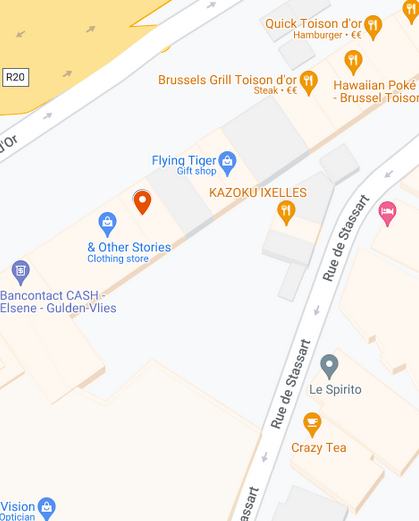 Quick Toison d'or
Hamburger • €€
R20
Brussels Grill Toison d'or
Steak • €€
Hawaiian Poké
- Brussel Toison
d'Or
Flying Tiger
Gift shop
KAZOKU IXELLES
Rue de Stassart
& Other Stories
Clothing store
Bancontact CASH -
Elsene - Gulden-Vlies
Rue de Stassart
Le Spirito
Crazy Tea
Vision
Optician
assart